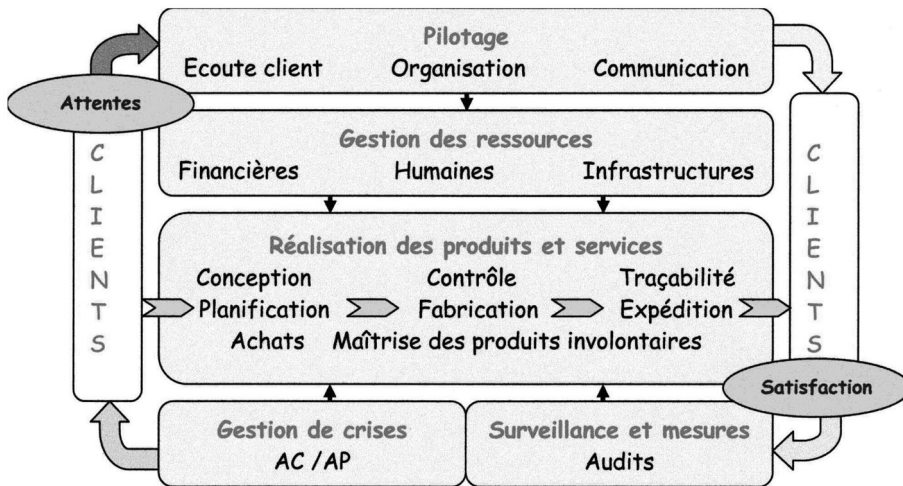 Pilotage
Ecoute client Organisation Communication
Attentes
Gestion des ressources
Financières Humaines Infrastructures
CLIENTS
CLIENTS
Réalisation des produits et services
Conception Contrôle Traçabilité
Planification Fabrication Expédition
Achats Maîtrise des produits involontaires
Satisfaction
Gestion de crises
AC /AP
Surveillance et mesures
Audits